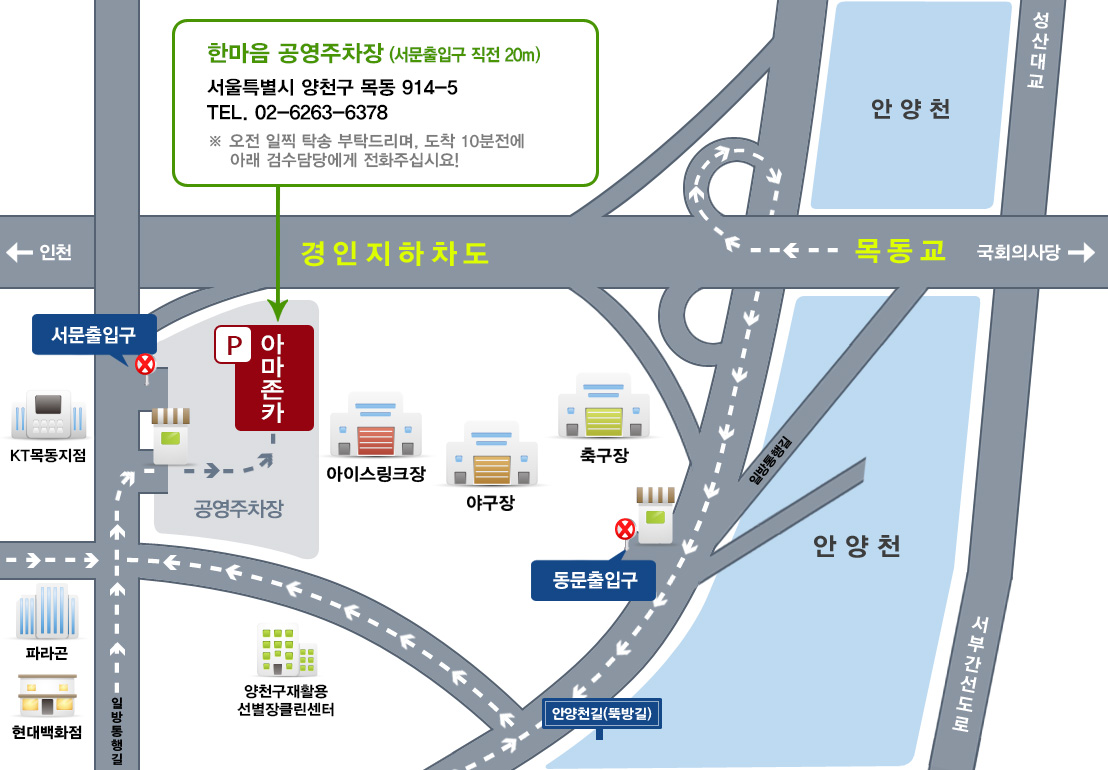 한마음 공영주차장 (서문출입구 직전 20m)
서울특별시 양천구 목동 914-5
TEL. 02-6263-6378
※ 오전 일찍 탁송 부탁드리며, 도착 10분전에
아래 검수담당에게 전화주십시요!
성산대교
안양천
인천
경인지하차도
목동교
국회의사당
서문출입구
P
아마존카
KT목동지점
아이스링크장
야구장
축구장
일방통행길
공영주차장
안양천
동문출입구
파라곤
양천구재활용
선별장클린센터
현대백화점
일방통행길
안양천길(뚝방길)
서부간선도로